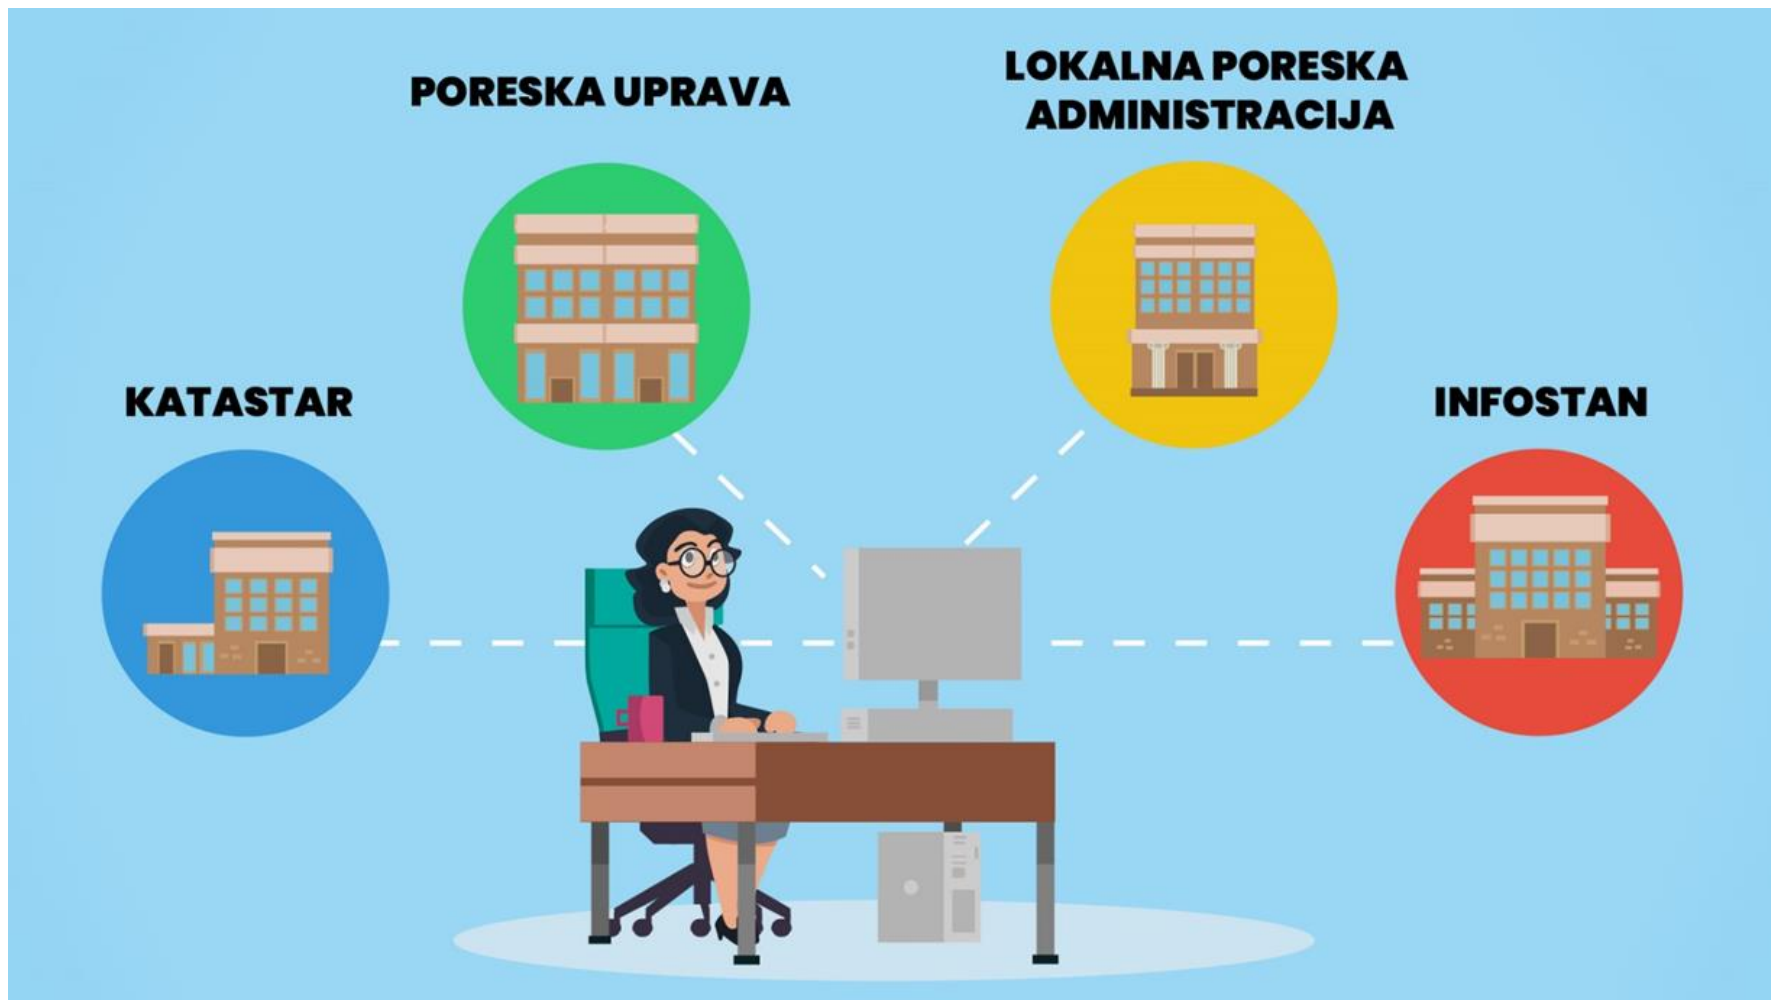 PORESKA UPRAVA
LOKALNA PORESKA
ADMINISTRACIJA
KATASTAR
INFOSTAN